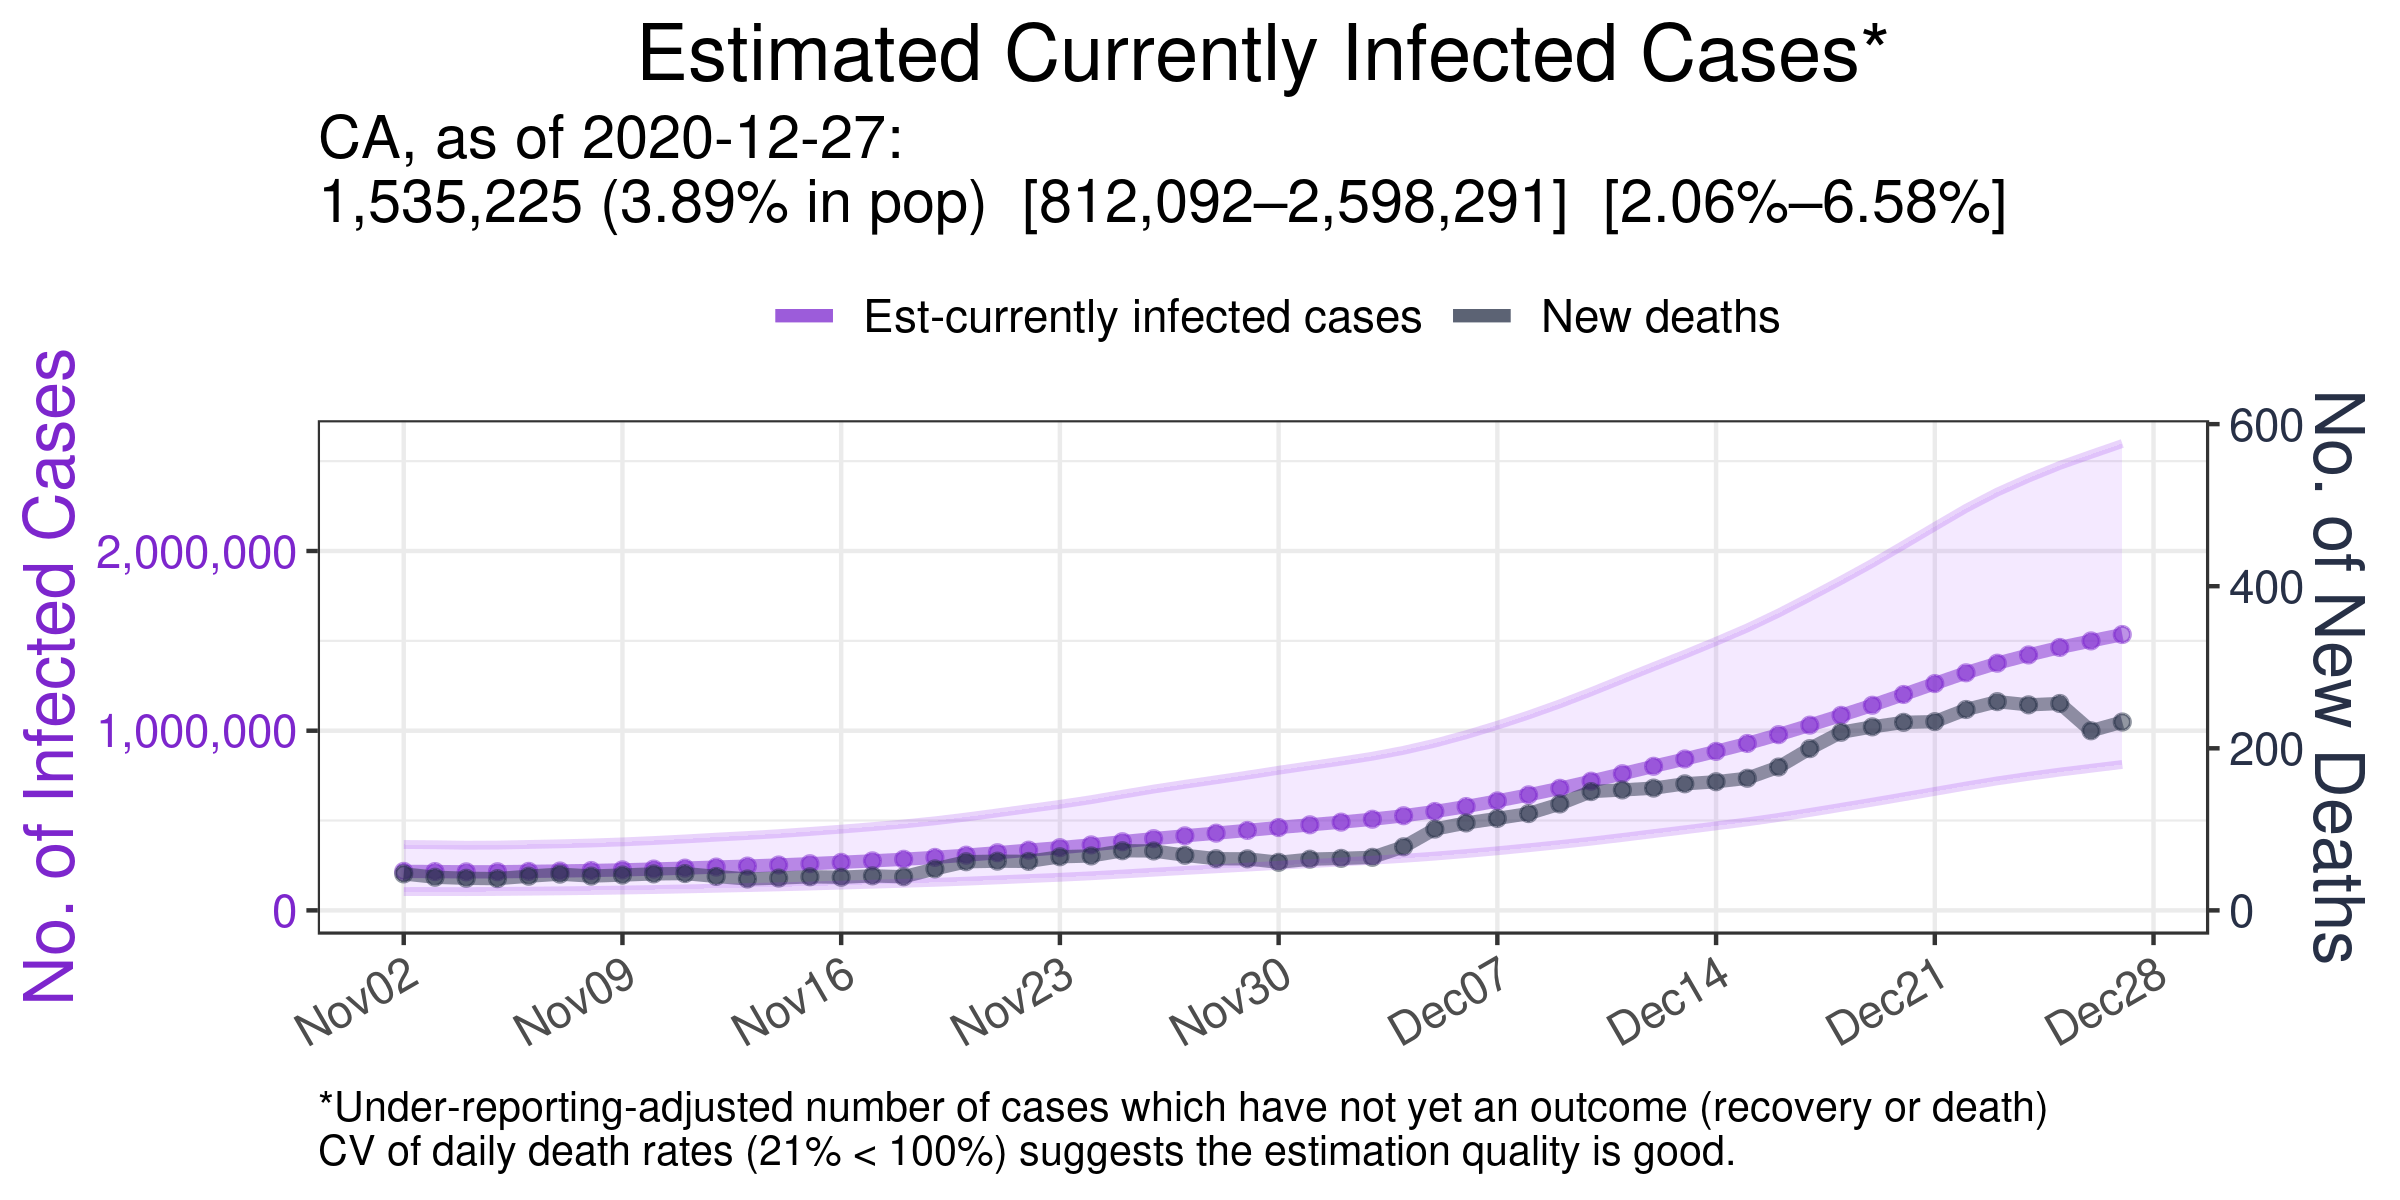 Estimated Currently Infected Cases*
CA, as of 2020-12-27:
1,535,225 (3.89% in pop)  [812,092–2,598,291]  [2.06%–6.58%]
Est-currently infected cases
New deaths
No. of Infected Cases
2,000,000
1,000,000
0
No. of New Deaths
600
400
200
0
Nov02
Nov09
Nov16
Nov23
Nov30
Dec07
Dec14
Dec21
Dec28
*Under-reporting-adjusted number of cases which have not yet an outcome (recovery or death)
CV of daily death rates (21% < 100%) suggests the estimation quality is good.